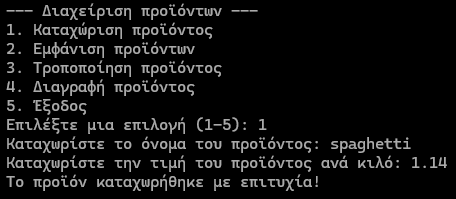 --- Διαχείριση προϊόντων ---
1. Καταχώριση προϊόντος
2. Εμφάνιση προϊόντων
3. Τροποποίηση προϊόντος
4. Διαγραφή προϊόντος
5. Έξοδος
Επιλέξτε μια επιλογή (1-5): 1
Καταχωρίστε το όνομα του προϊόντος: spaghetti
Καταχωρίστε την τιμή του προϊόντος ανά κιλό: 1.14
Το προϊόν καταχωρήθηκε με επιτυχία!